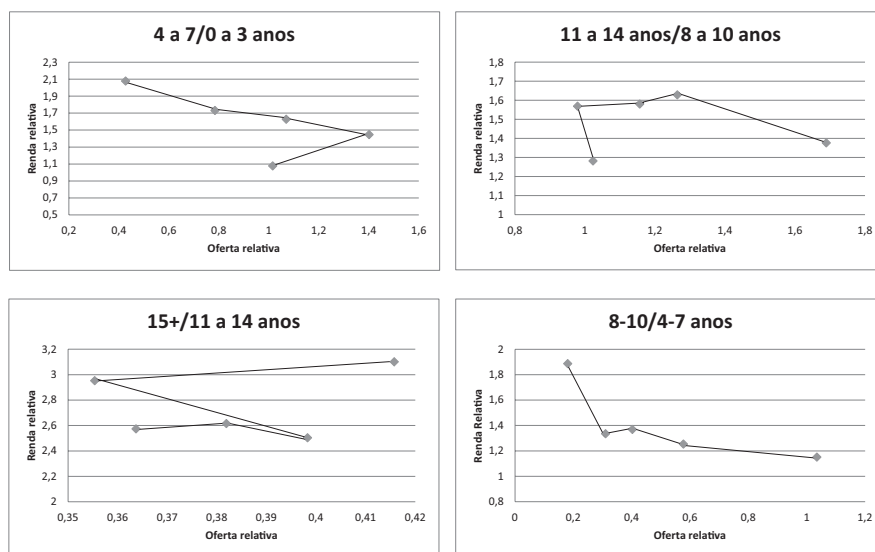 4 a 7/0 a 3 anos
Renda relativa
2,3
2,1
1,9
1,7
1,5
1,3
1,1
0,9
0,7
0,5
0,2 0,4 0,6 0,8 1 1,2 1,4 1,6
Oferta relativa
11 a 14 anos/8 a 10 anos
Renda relativa
1,8
1,7
1,6
1,5
1,4
1,3
1,2
1,1
1
0,8 1 1,2 1,4 1,6 1,8
Oferta relativa
15+/11 a 14 anos
Renda relativa
3,2
3
2,8
2,6
2,4
2,2
2
0,35 0,36 0,37 0,38 0,39 0,4 0,41 0,42
Oferta relativa
8-10/4-7 anos
Renda Relativa
2
1,8
1,6
1,4
1,2
1
0,8
0 0,2 0,4 0,6 0,8 1 1,2
Oferta relativa